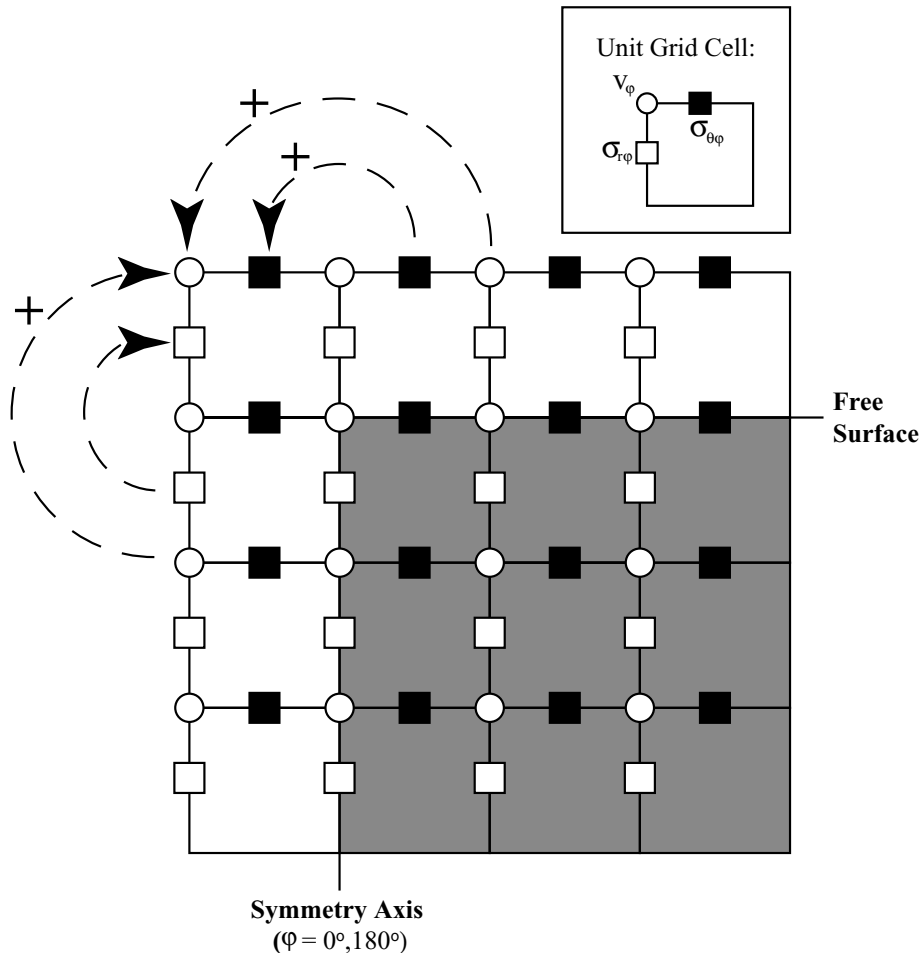 Unit Grid Cell:
vφ
σθφ
σrφ
+
+
+
Free
Surface
Symmetry Axis
(φ = 0°,180°)